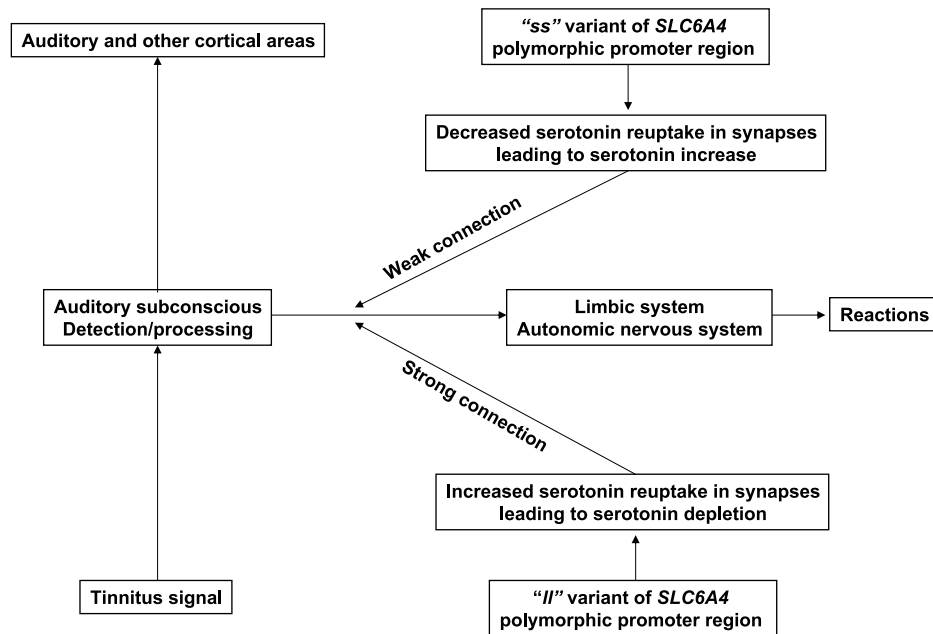 Auditory and other cortical areas
“ss” variant of SLC6A4
polymorphic promoter region
Decreased serotonin reuptake in synapses
leading to serotonin increase
Weak connection
Auditory subconscious
Detection/processing
Limbic system
Autonomic nervous system
Reactions
Strong connection
Increased serotonin reuptake in synapses
leading to serotonin depletion
Tinnitus signal
“ll” variant of SLC6A4
polymorphic promoter region